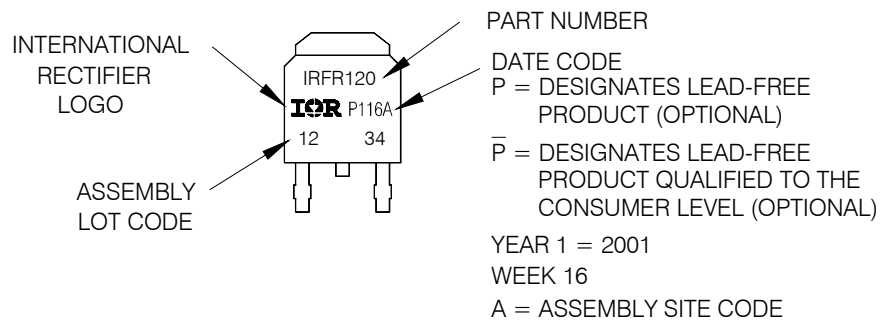 INTERNATIONAL
RECTIFIER
LOGO
ASSEMBLY
LOT CODE
IRFR120
IOR P116A
12 34
PART NUMBER
DATE CODE
P = DESIGNATES LEAD-FREE
PRODUCT (OPTIONAL)
P̅ = DESIGNATES LEAD-FREE
PRODUCT QUALIFIED TO THE
CONSUMER LEVEL (OPTIONAL)
YEAR 1 = 2001
WEEK 16
A = ASSEMBLY SITE CODE